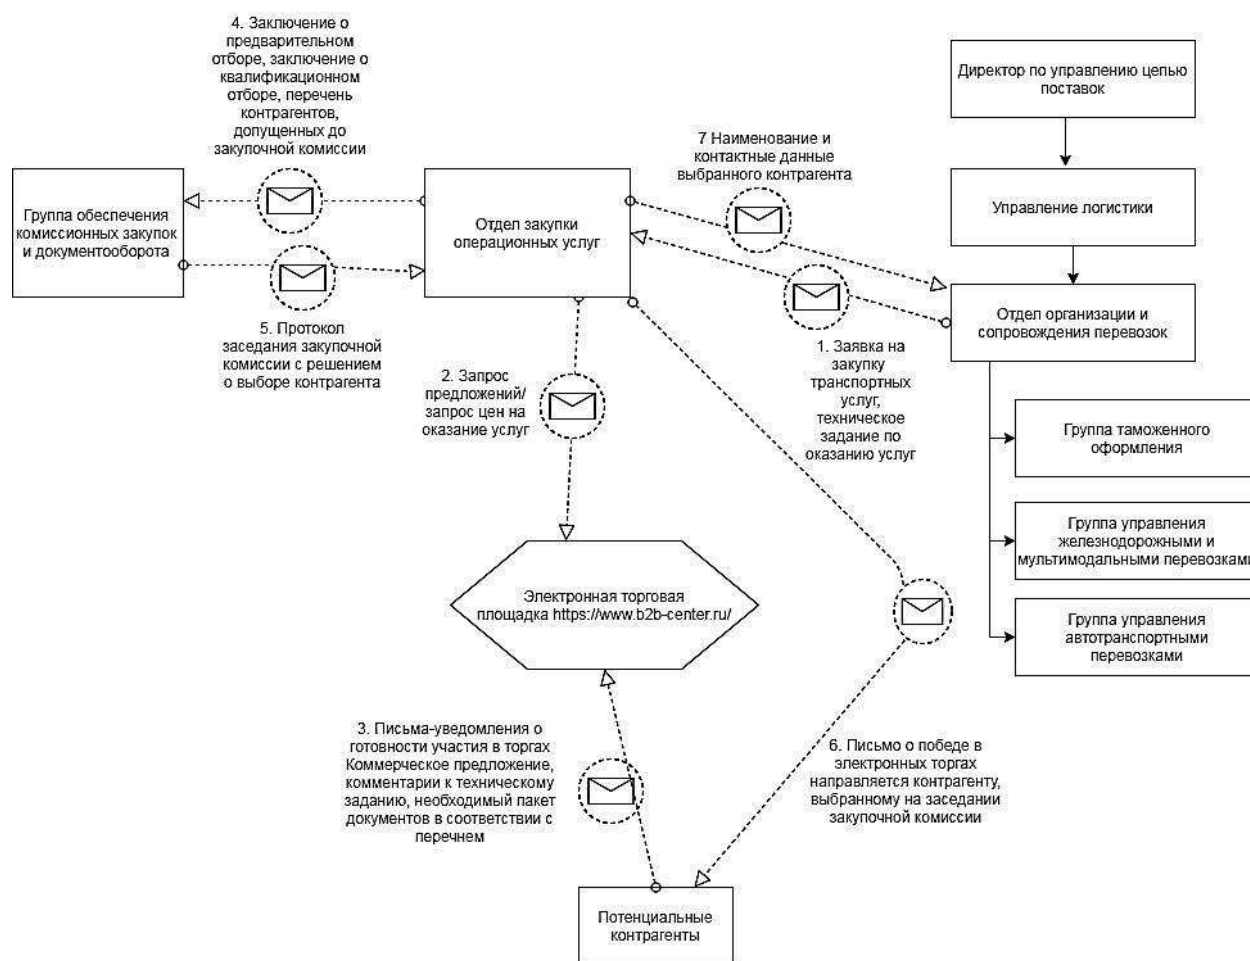 4. Заключение о
предварительном
отборе, заключение о
квалификационном
отборе, перечень
контрагентов,
допущенных до
закупочной комиссии
Директор по управлению цепью
поставок
7 Наименование и
контактные данные
выбранного контрагента
Группа обеспечения
комиссионных закупок
и документооборота
Отдел закупки
операционных услуг
Управление логистики
Отдел организации и
сопровождения перевозок
5. Протокол
заседания закупочной
комиссии с решением
о выборе контрагента
2. Запрос
предложений/
запрос цен на
оказание услуг
1. Заявка на
закупку
транспортных
услуг,
техническое
задание по
оказанию услуг
Группа таможенного
оформления
Группа управления
железнодорожными и
мультимодальными перевозками
Группа управления
автотранспортными
перевозками
Электронная торговая
площадка https://www.b2b-center.ru/
3. Письма-уведомления о
готовности участия в торгах
Коммерческое предложение,
комментарии к техническому
заданию, необходимый пакет
документов в соответствии с
перечнем
6. Письмо о победе в
электронных торгах
направляется контрагенту,
выбранному на заседании
закупочной комиссии
Потенциальные
контрагенты